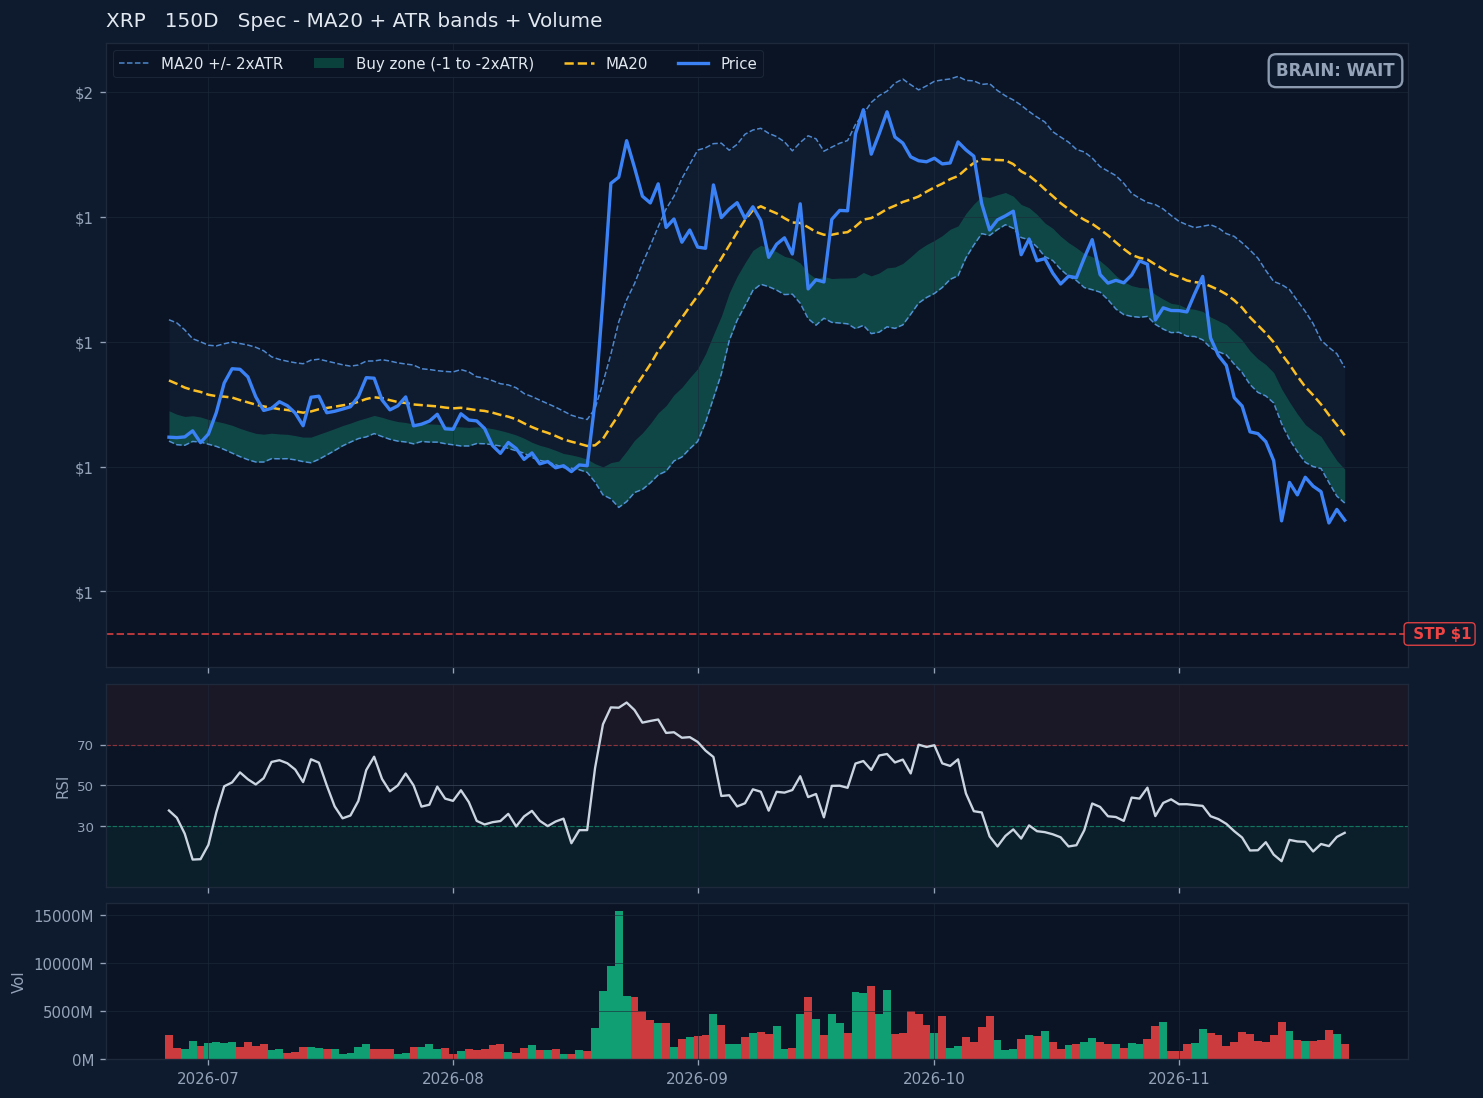 XRP   150D   Spec - MA20 + ATR bands + Volume
MA20 +/- 2xATR   Buy zone (-1 to -2xATR)   MA20   Price
BRAIN: WAIT
$2
$1
$1
$1
$1
STP $1
RSI
70
50
30
Vol
15000M
10000M
5000M
0M
2026-07   2026-08   2026-09   2026-10   2026-11